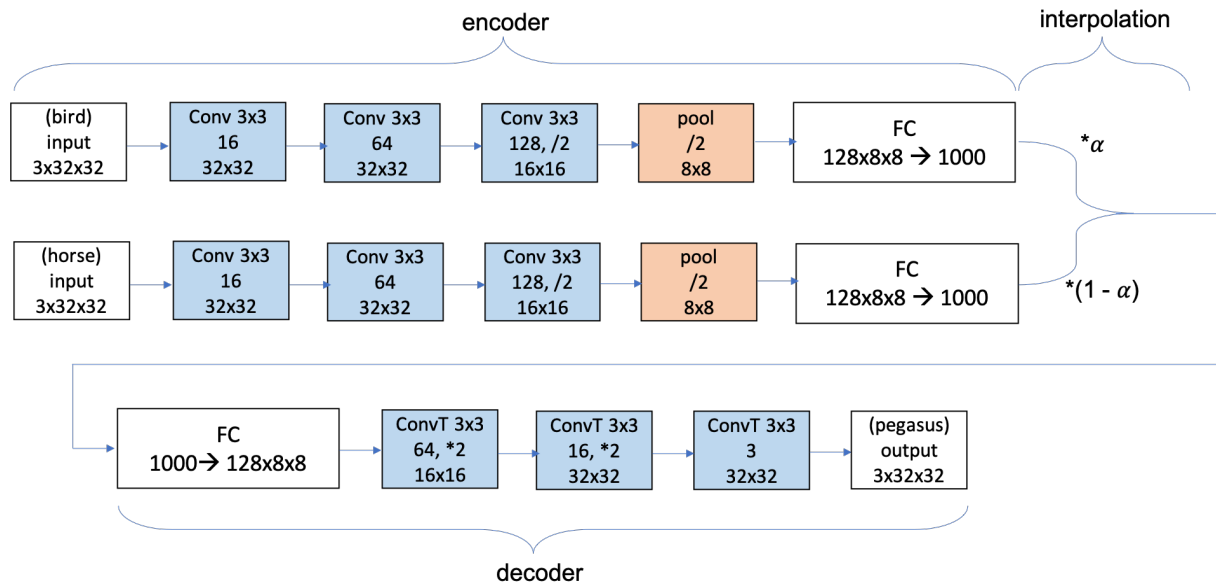 encoder
interpolation
(bird)
input
3x32x32
Conv 3x3
16
32x32
Conv 3x3
64
32x32
Conv 3x3
128, /2
16x16
pool
/2
8x8
FC
128x8x8 → 1000
*α
(horse)
input
3x32x32
Conv 3x3
16
32x32
Conv 3x3
64
32x32
Conv 3x3
128, /2
16x16
pool
/2
8x8
FC
128x8x8 → 1000
*(1 - α)
FC
1000→ 128x8x8
ConvT 3x3
64, *2
16x16
ConvT 3x3
16, *2
32x32
ConvT 3x3
3
32x32
(pegasus)
output
3x32x32
decoder